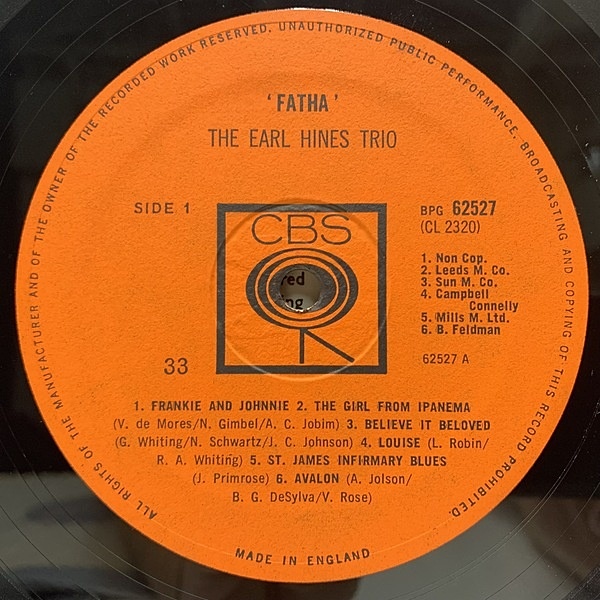 ALL RIGHTS OF THE MANUFACTURER AND OF THE OWNER OF THE RECORDED WORK RESERVED. UNAUTHORIZED PUBLIC PERFORMANCE, BROADCASTING AND COPYING OF THIS RECORD PROHIBITED.
'FATHA'
THE EARL HINES TRIO
SIDE 1
BPG 62527
(CL 2320)
CBS
red
ng
1. Non Cop.
2. Leeds M. Co.
3. Sun M. Co.
4. Campbell
Connelly
5. Mills M. Ltd.
6. B. Feldman
33
62527 A
1. FRANKIE AND JOHNNIE 2. THE GIRL FROM IPANEMA
(V. de Mores/N. Gimbel/A. C. Jobim) 3. BELIEVE IT BELOVED
(G. Whiting/N. Schwartz/J. C. Johnson) 4. LOUISE (L. Robin/
R. A. Whiting) 5. ST. JAMES INFIRMARY BLUES
(J. Primrose) 6. AVALON (A. Jolson/
B. G. DeSylva/V. Rose)
MADE IN ENGLAND